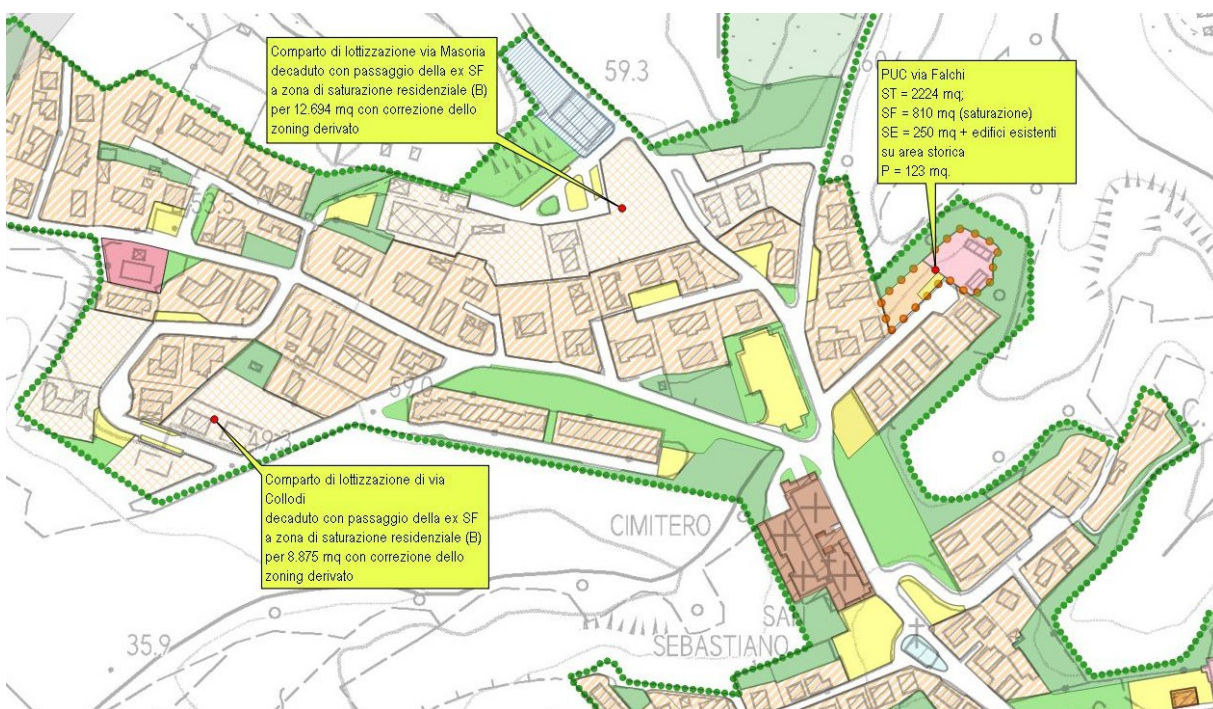 Comparto di lottizzazione via Masoria
decaduto con passaggio della ex SF
a zona di saturazione residenziale (B)
per 12.694 mq con correzione dello
zoning derivato
59.3
PUC via Falchi
ST = 2224 mq;
SF = 810 mq (saturazione)
SE = 250 mq + edifici esistenti
su area storica
P = 123 mq.
53.5
59.0
49.3
Comparto di lottizzazione di via
Collodi
decaduto con passaggio della ex SF
a zona di saturazione residenziale (B)
per 8.875 mq con correzione dello
zoning derivato
CIMITERO
SAN
SEBASTIANO
35.9